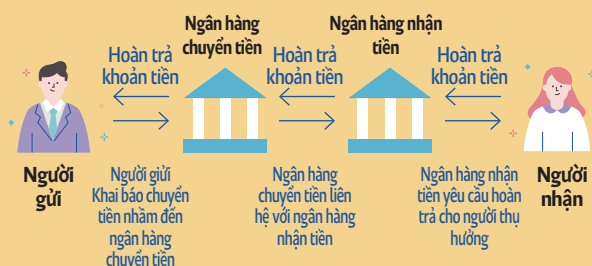 Ngân hàng
chuyển tiền
Ngân hàng nhận
tiền
Hoàn trả
khoản tiền
Hoàn trả
khoản tiền
Hoàn trả
khoản tiền
Người
gửi
Người gửi
Khai báo chuyển
tiền nhầm đến
ngân hàng
chuyển tiền
Ngân hàng
chuyển tiền liên
hệ với ngân hàng
nhận tiền
Ngân hàng nhận
tiền yêu cầu hoàn
trả cho người thụ
hưởng
Người
nhận